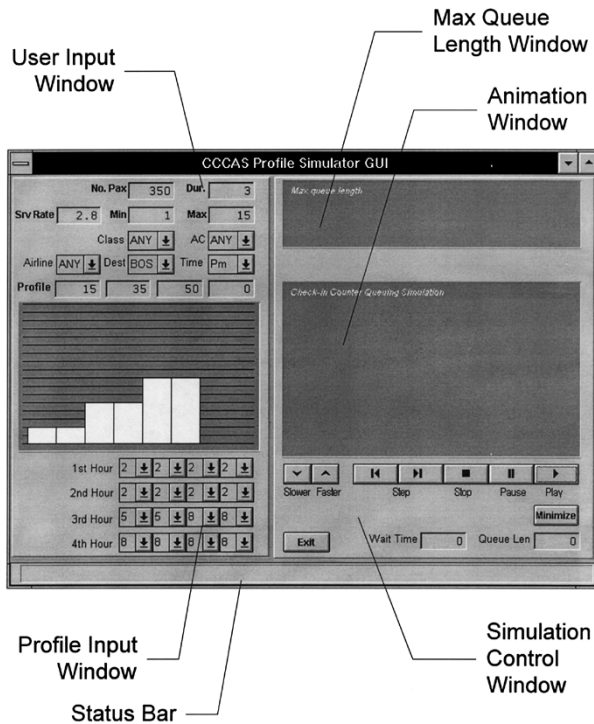 Max Queue
Length Window
User Input
Window
Animation
Window
CCCAS Profile Simulator GUI
No. Pax 350 Dur. 3
Srv Rate 2.8 Min 1 Max 15
Class ANY AC ANY
Airline ANY Dest BOS Time Pm
Profile 15 35 50 0
Max queue length
Check-in Counter Queuing Simulation
1st Hour 2 2 2 2
2nd Hour 2 2 2 2
3rd Hour 5 5 8 8
4th Hour 8 8 8 8
Slower Faster Step Stop Pause Play
Minimize
Exit Wait Time 0 Queue Len 0
Profile Input
Window
Simulation
Control
Window
Status Bar